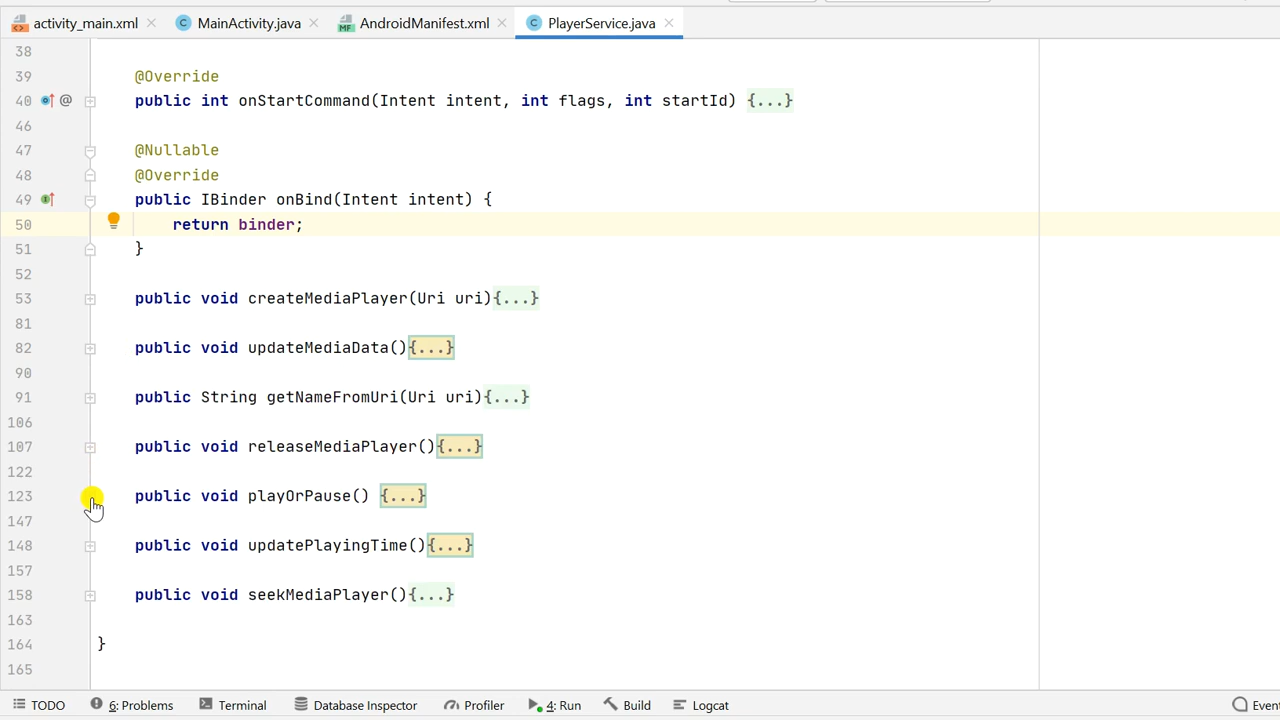 activity_main.xml MainActivity.java AndroidManifest.xml PlayerService.java
38
39 @Override
40 public int onStartCommand(Intent intent, int flags, int startId) {...}
46
47 @Nullable
48 @Override
49 public IBinder onBind(Intent intent) {
50 return binder;
51 }
52
53 public void createMediaPlayer(Uri uri){...}
81
82 public void updateMediaData(){...}
90
91 public String getNameFromUri(Uri uri){...}
106
107 public void releaseMediaPlayer(){...}
122
123 public void playOrPause() {...}
147
148 public void updatePlayingTime(){...}
157
158 public void seekMediaPlayer(){...}
163
164 }
165
TODO 6: Problems Terminal Database Inspector Profiler 4: Run Build Logcat Even